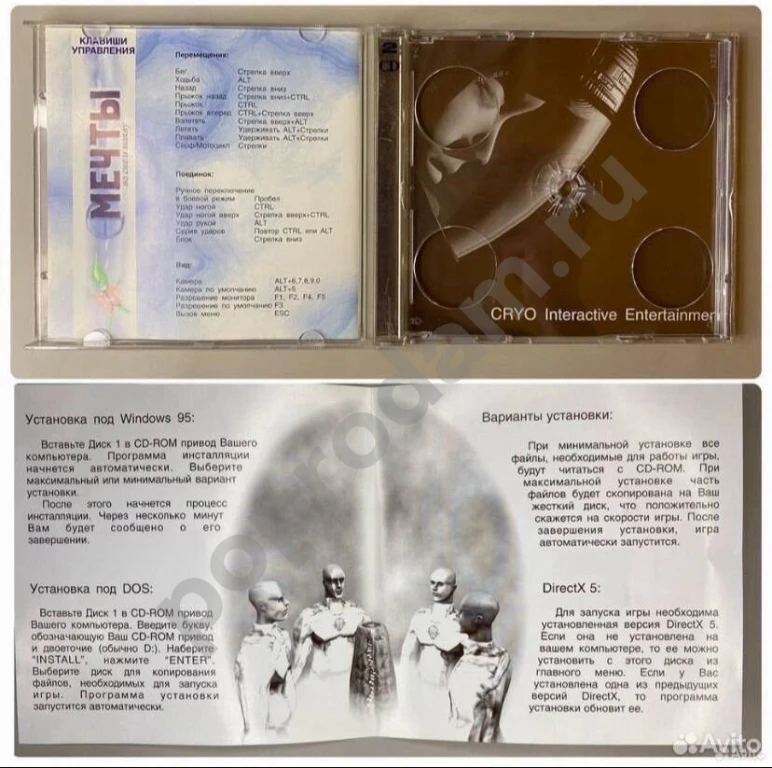 КЛАВИШИ
УПРАВЛЕНИЯ
МЕЧТЫ
Перемещения:
Бег Стрелка вверх
Ходьба ALT
Назад Стрелка вниз
Прыжок назад Стрелка вниз+CTRL
Прыжок CTRL
Прыжок вперед CTRL+Стрелка вверх
Взлететь Стрелка вверх+ALT
Летать Удерживать ALT+Стрелки
Плавать Удерживать ALT+Стрелки
Серф/Мотоцикл Стрелки
Поединок:
Ручное переключение
в боевой режим Пробел
Удар ногой CTRL
Удар ногой вверх Стрелка вверх+CTRL
Удар рукой ALT
Серия ударов Повтор CTRL или ALT
Блок Стрелка вниз
Вид:
Камера ALT+6,7,8,9,0
Камера по умолчанию ALT+5
Разрешение монитора F1, F2, F4, F5
Разрешение по умолчанию F3
Вызов меню ESC
2
CD
CRYO Interactive Entertainmen
Установка под Windows 95:
Вставьте Диск 1 в CD-ROM привод Вашего
компьютера. Программа инсталляции
начнется автоматически. Выберите
максимальный или минимальный вариант
установки.
После этого начнется процесс
инсталляции. Через несколько минут
Вам будет сообщено о его
завершении.
Установка под DOS:
Вставьте Диск 1 в CD-ROM привод
Вашего компьютера. Введите букву,
обозначающую Ваш CD-ROM привод
и двоеточие (обычно D:). Наберите
"INSTALL", нажмите "ENTER".
Выберите диск для копирования
файлов, необходимых для запуска
игры. Программа установки
запустится автоматически.
Варианты установки:
При минимальной установке все
файлы, необходимые для работы игры,
будут читаться с CD-ROM. При
максимальной установке часть
файлов будет скопирована на Ваш
жесткий диск, что положительно
скажется на скорости игры. После
завершения установки, игра
автоматически запустится.
DirectX 5:
Для запуска игры необходима
установленная версия DirectX 5.
Если она не установлена на
вашем компьютере, то ее можно
установить с этого диска из
главного меню. Если у Вас
установлена одна из предыдущих
версий DirectX, то программа
установки обновит ее.
Avito